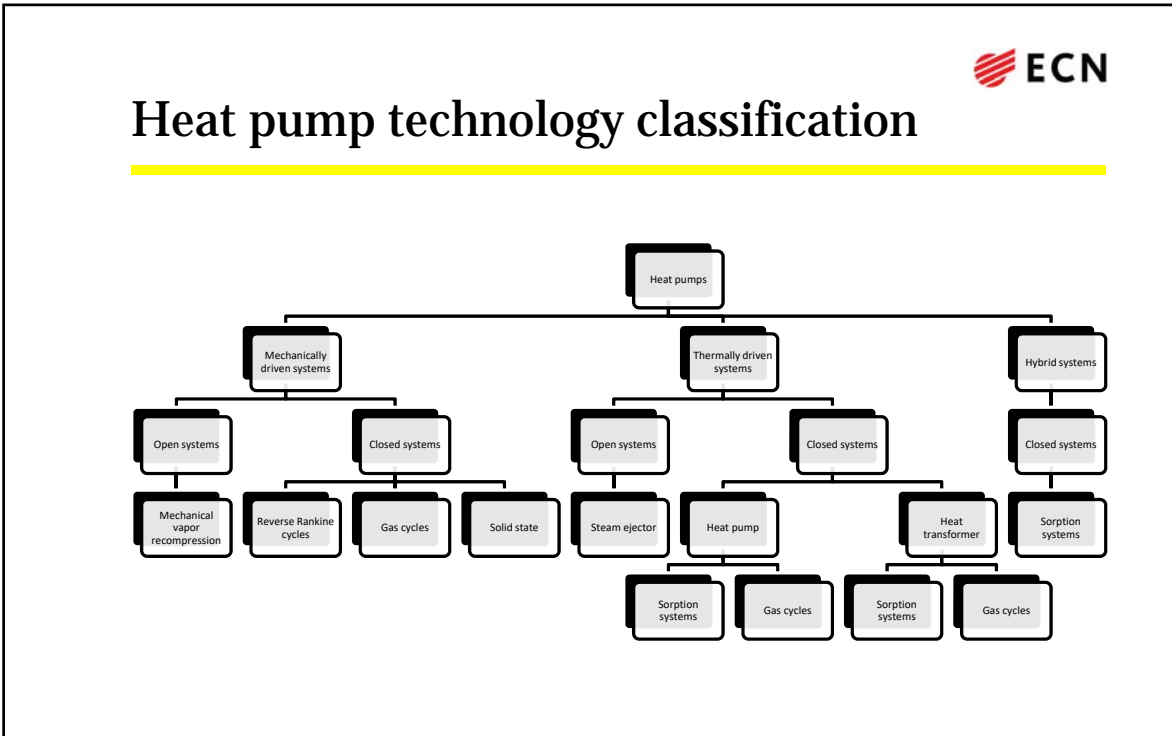 ECN
Heat pump technology classification
Heat pumps
Mechanically
driven systems
Thermally driven
systems
Hybrid systems
Open systems
Closed systems
Open systems
Closed systems
Closed systems
Mechanical
vapor
recompression
Reverse Rankine
cycles
Gas cycles
Solid state
Steam ejector
Heat pump
Heat
transformer
Sorption
systems
Sorption
systems
Gas cycles
Sorption
systems
Gas cycles